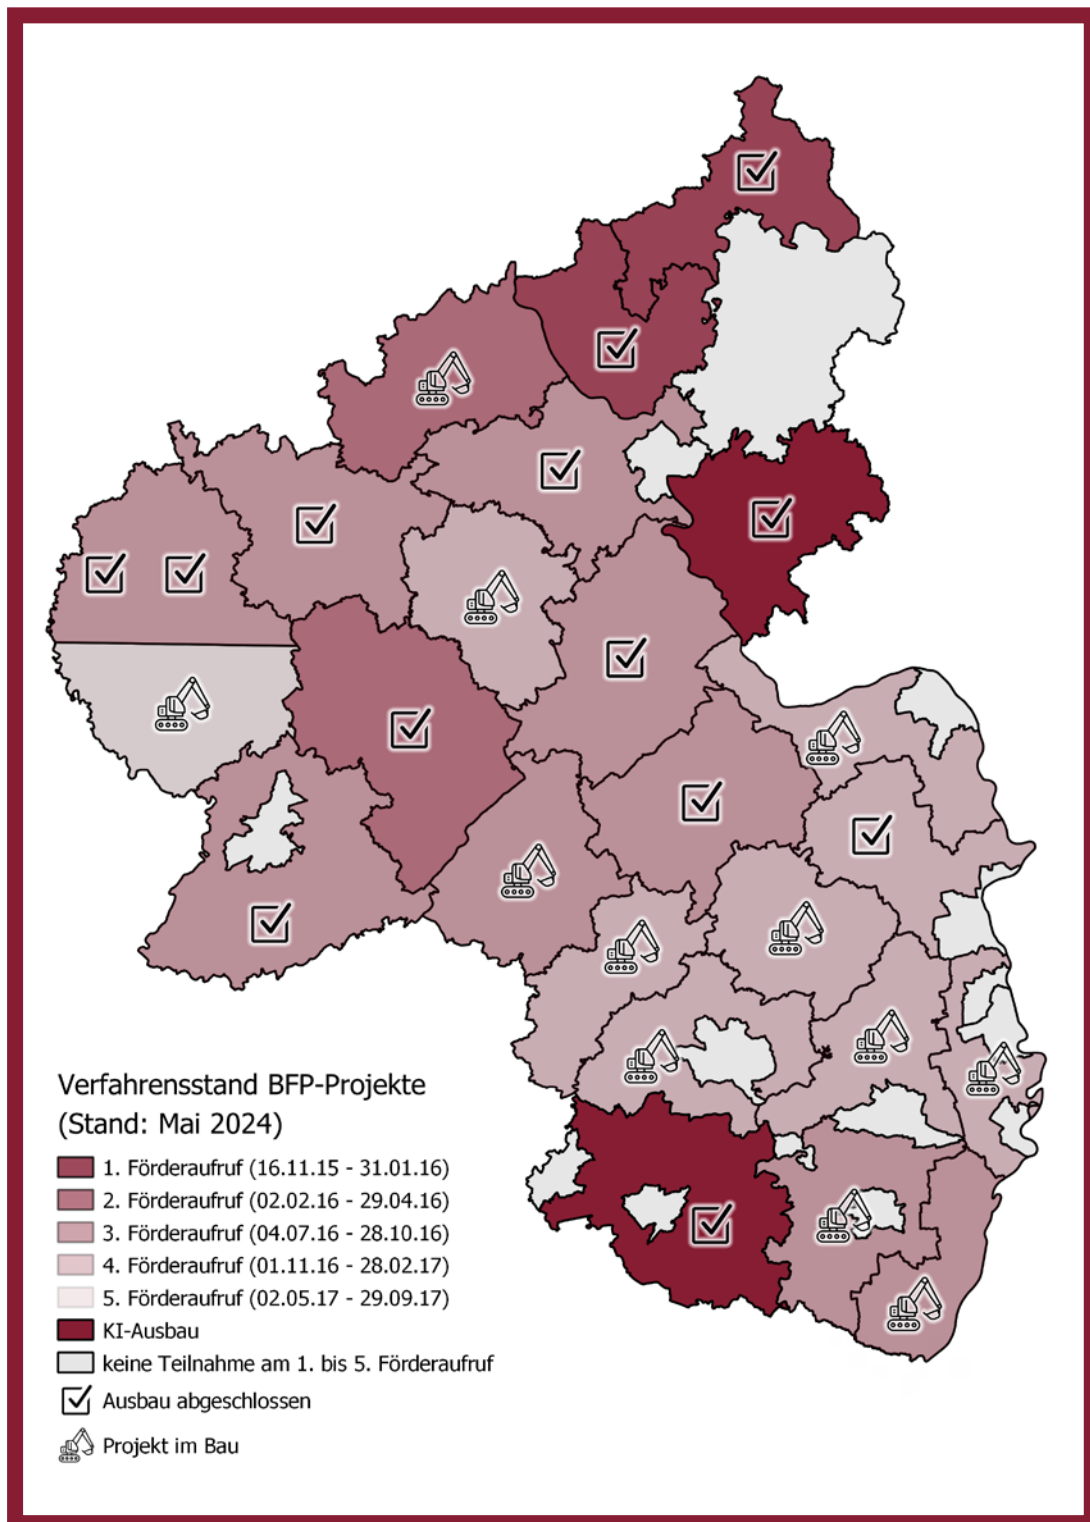 Verfahrensstand BFP-Projekte
(Stand: Mai 2024)
1. Förderaufruf (16.11.15 - 31.01.16)
2. Förderaufruf (02.02.16 - 29.04.16)
3. Förderaufruf (04.07.16 - 28.10.16)
4. Förderaufruf (01.11.16 - 28.02.17)
5. Förderaufruf (02.05.17 - 29.09.17)
KI-Ausbau
keine Teilnahme am 1. bis 5. Förderaufruf
Ausbau abgeschlossen
Projekt im Bau